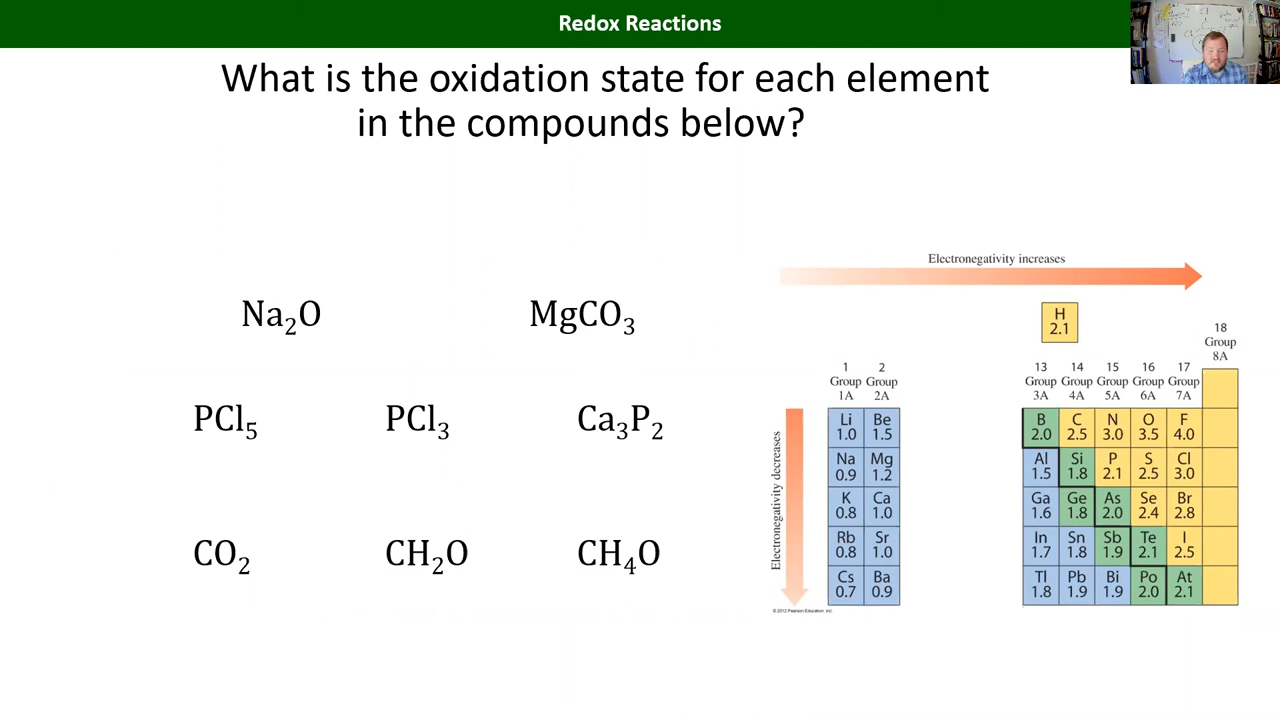 Redox Reactions
What is the oxidation state for each element
in the compounds below?
Na₂O MgCO₃
PCl₅ PCl₃ Ca₃P₂
CO₂ CH₂O CH₄O
Electronegativity increases
Electronegativity decreases
H
2.1
18
Group
8A
1 2 13 14 15 16 17
Group Group Group Group Group Group Group
1A 2A 3A 4A 5A 6A 7A
Li Be B C N O F
1.0 1.5 2.0 2.5 3.0 3.5 4.0
Na Mg Al Si P S Cl
0.9 1.2 1.5 1.8 2.1 2.5 3.0
K Ca Ga Ge As Se Br
0.8 1.0 1.6 1.8 2.0 2.4 2.8
Rb Sr In Sn Sb Te I
0.8 1.0 1.7 1.8 1.9 2.1 2.5
Cs Ba Tl Pb Bi Po At
0.7 0.9 1.8 1.9 1.9 2.0 2.1
© 2012 Pearson Education, Inc.